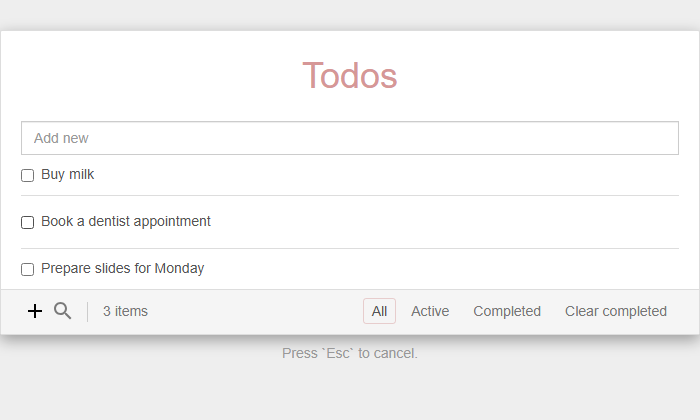 Todos
Add new
Buy milk
Book a dentist appointment
Prepare slides for Monday
3 items All Active Completed Clear completed
Press `Esc` to cancel.